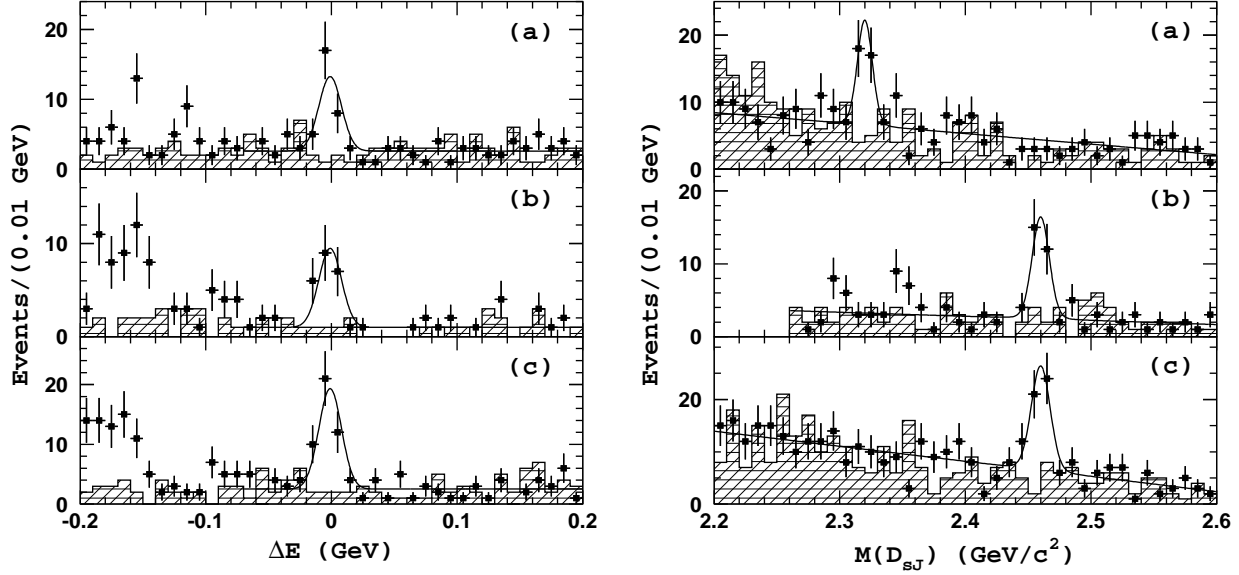 20
10
0
(a)
10
0
(b)
20
10
0
(c)
Events/(0.01 GeV)
-0.2 -0.1 0 0.1 0.2
ΔE (GeV)
20
10
0
(a)
20
10
0
(b)
20
0
(c)
Events/(0.01 GeV)
2.2 2.3 2.4 2.5 2.6
M(D_sJ) (GeV/c²)